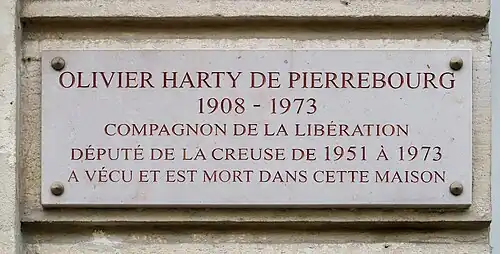 OLIVIER HARTY DE PIERREBOURG
1908 - 1973
COMPAGNON DE LA LIBÉRATION
DÉPUTÉ DE LA CREUSE DE 1951 À 1973
A VÉCU ET EST MORT DANS CETTE MAISON